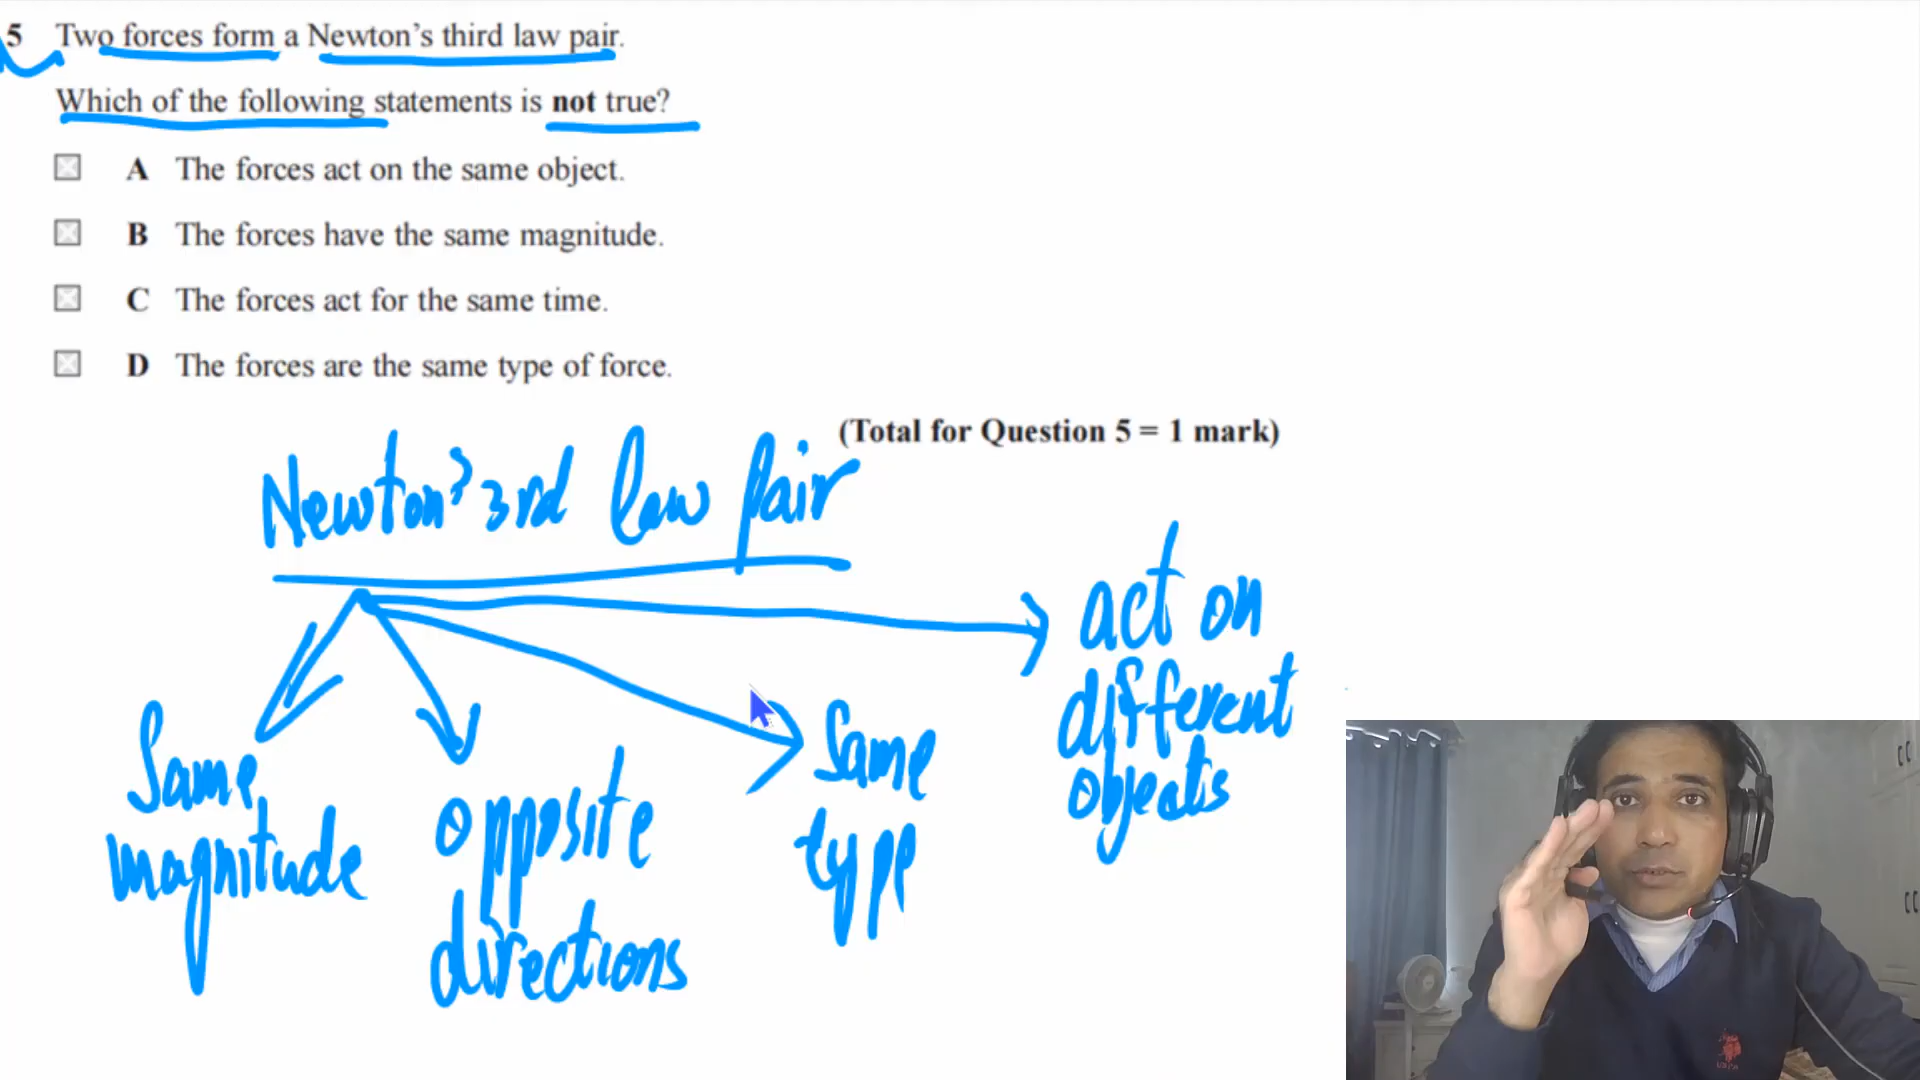 5 Two forces form a Newton's third law pair.
Which of the following statements is not true?
A The forces act on the same object.
B The forces have the same magnitude.
C The forces act for the same time.
D The forces are the same type of force.
(Total for Question 5 = 1 mark)
Newton' 3rd law pair
act on
different
objects
Same
magnitude
opposite
directions
Same
type